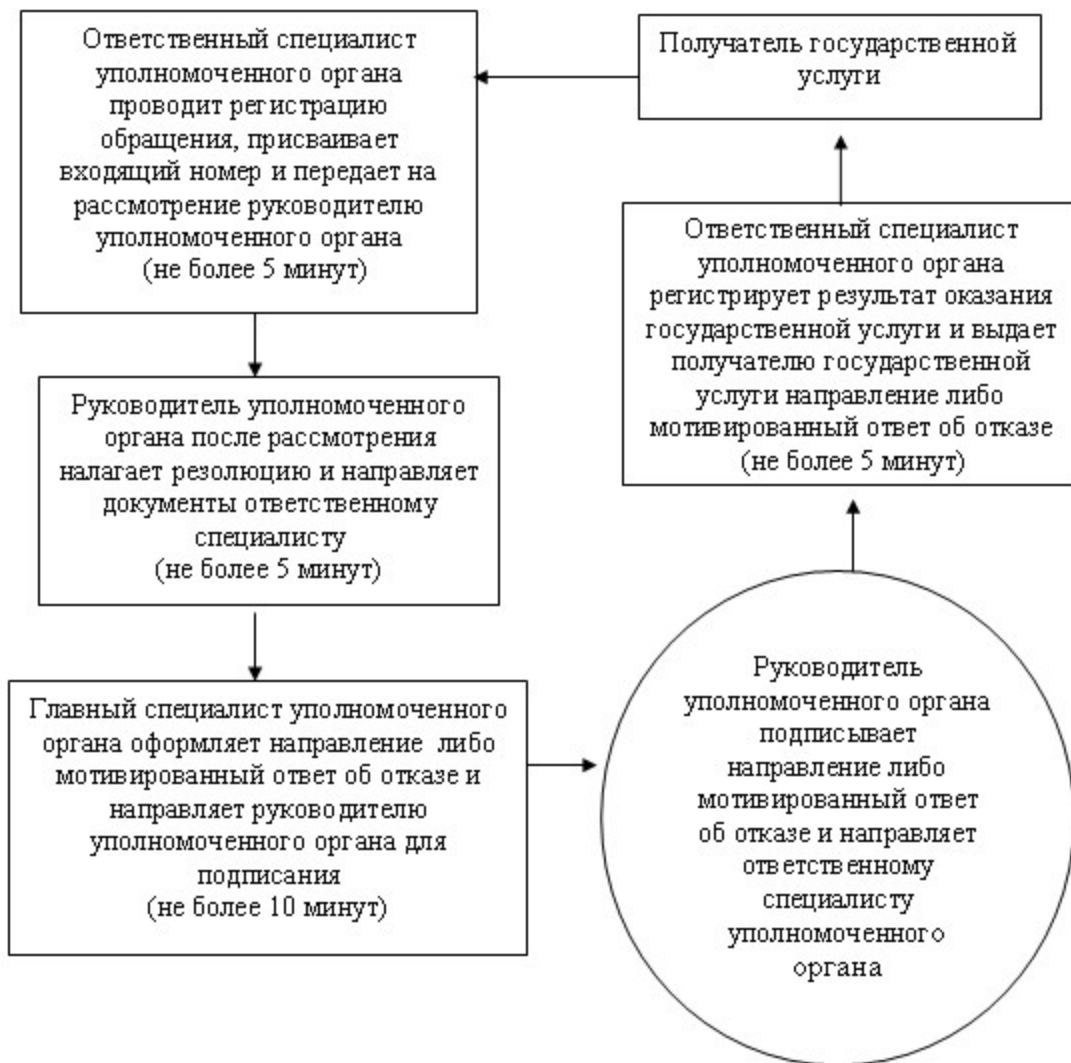 Ответственный специалист
уполномоченного органа
проводит регистрацию
обращения, присваивает
входящий номер и передает на
рассмотрение руководителю
уполномоченного органа
(не более 5 минут)
Получатель государственной
услуги
Ответственный специалист
уполномоченного органа
регистрирует результат оказания
государственной услуги и выдает
получателю государственной
услуги направление либо
мотивированный ответ об отказе
(не более 5 минут)
Руководитель уполномоченного
органа после рассмотрения
налагает резолюцию и направляет
документы ответственному
специалисту
(не более 5 минут)
Главный специалист уполномоченного
органа оформляет направление либо
мотивированный ответ об отказе и
направляет руководителю
уполномоченного органа для
подписания
(не более 10 минут)
Руководитель
уполномоченного органа
подписывает
направление либо
мотивированный ответ
об отказе и направляет
ответственному
специалисту
уполномоченного
органа